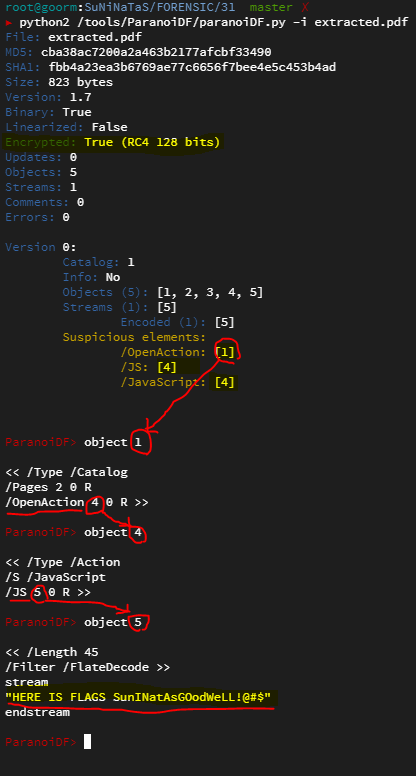 root@goorm:SuNiNaTaS/FORENSIC/31 master X
► python2 /tools/ParanoiDF/paranoiDF.py -i extracted.pdf
File: extracted.pdf
MD5: cba38ac7200a2a463b2177afcbf33490
SHA1: fbb4a23ea3b6769ae77c6656f7bee4e5c453b4ad
Size: 823 bytes
Version: 1.7
Binary: True
Linearized: False
Encrypted: True (RC4 128 bits)
Updates: 0
Objects: 5
Streams: 1
Comments: 0
Errors: 0
Version 0:
Catalog: 1
Info: No
Objects (5): [1, 2, 3, 4, 5]
Streams (1): [5]
Encoded (1): [5]
Suspicious elements:
/OpenAction: [1]
/JS: [4]
/JavaScript: [4]
ParanoiDF> object 1
<< /Type /Catalog
/Pages 2 0 R
/OpenAction 4 0 R >>
ParanoiDF> object 4
<< /Type /Action
/S /JavaScript
/JS 5 0 R >>
ParanoiDF> object 5
<< /Length 45
/Filter /FlateDecode >>
stream
"HERE IS FLAGS SunINatAsGOodWeLL!@#$"
endstream
ParanoiDF>